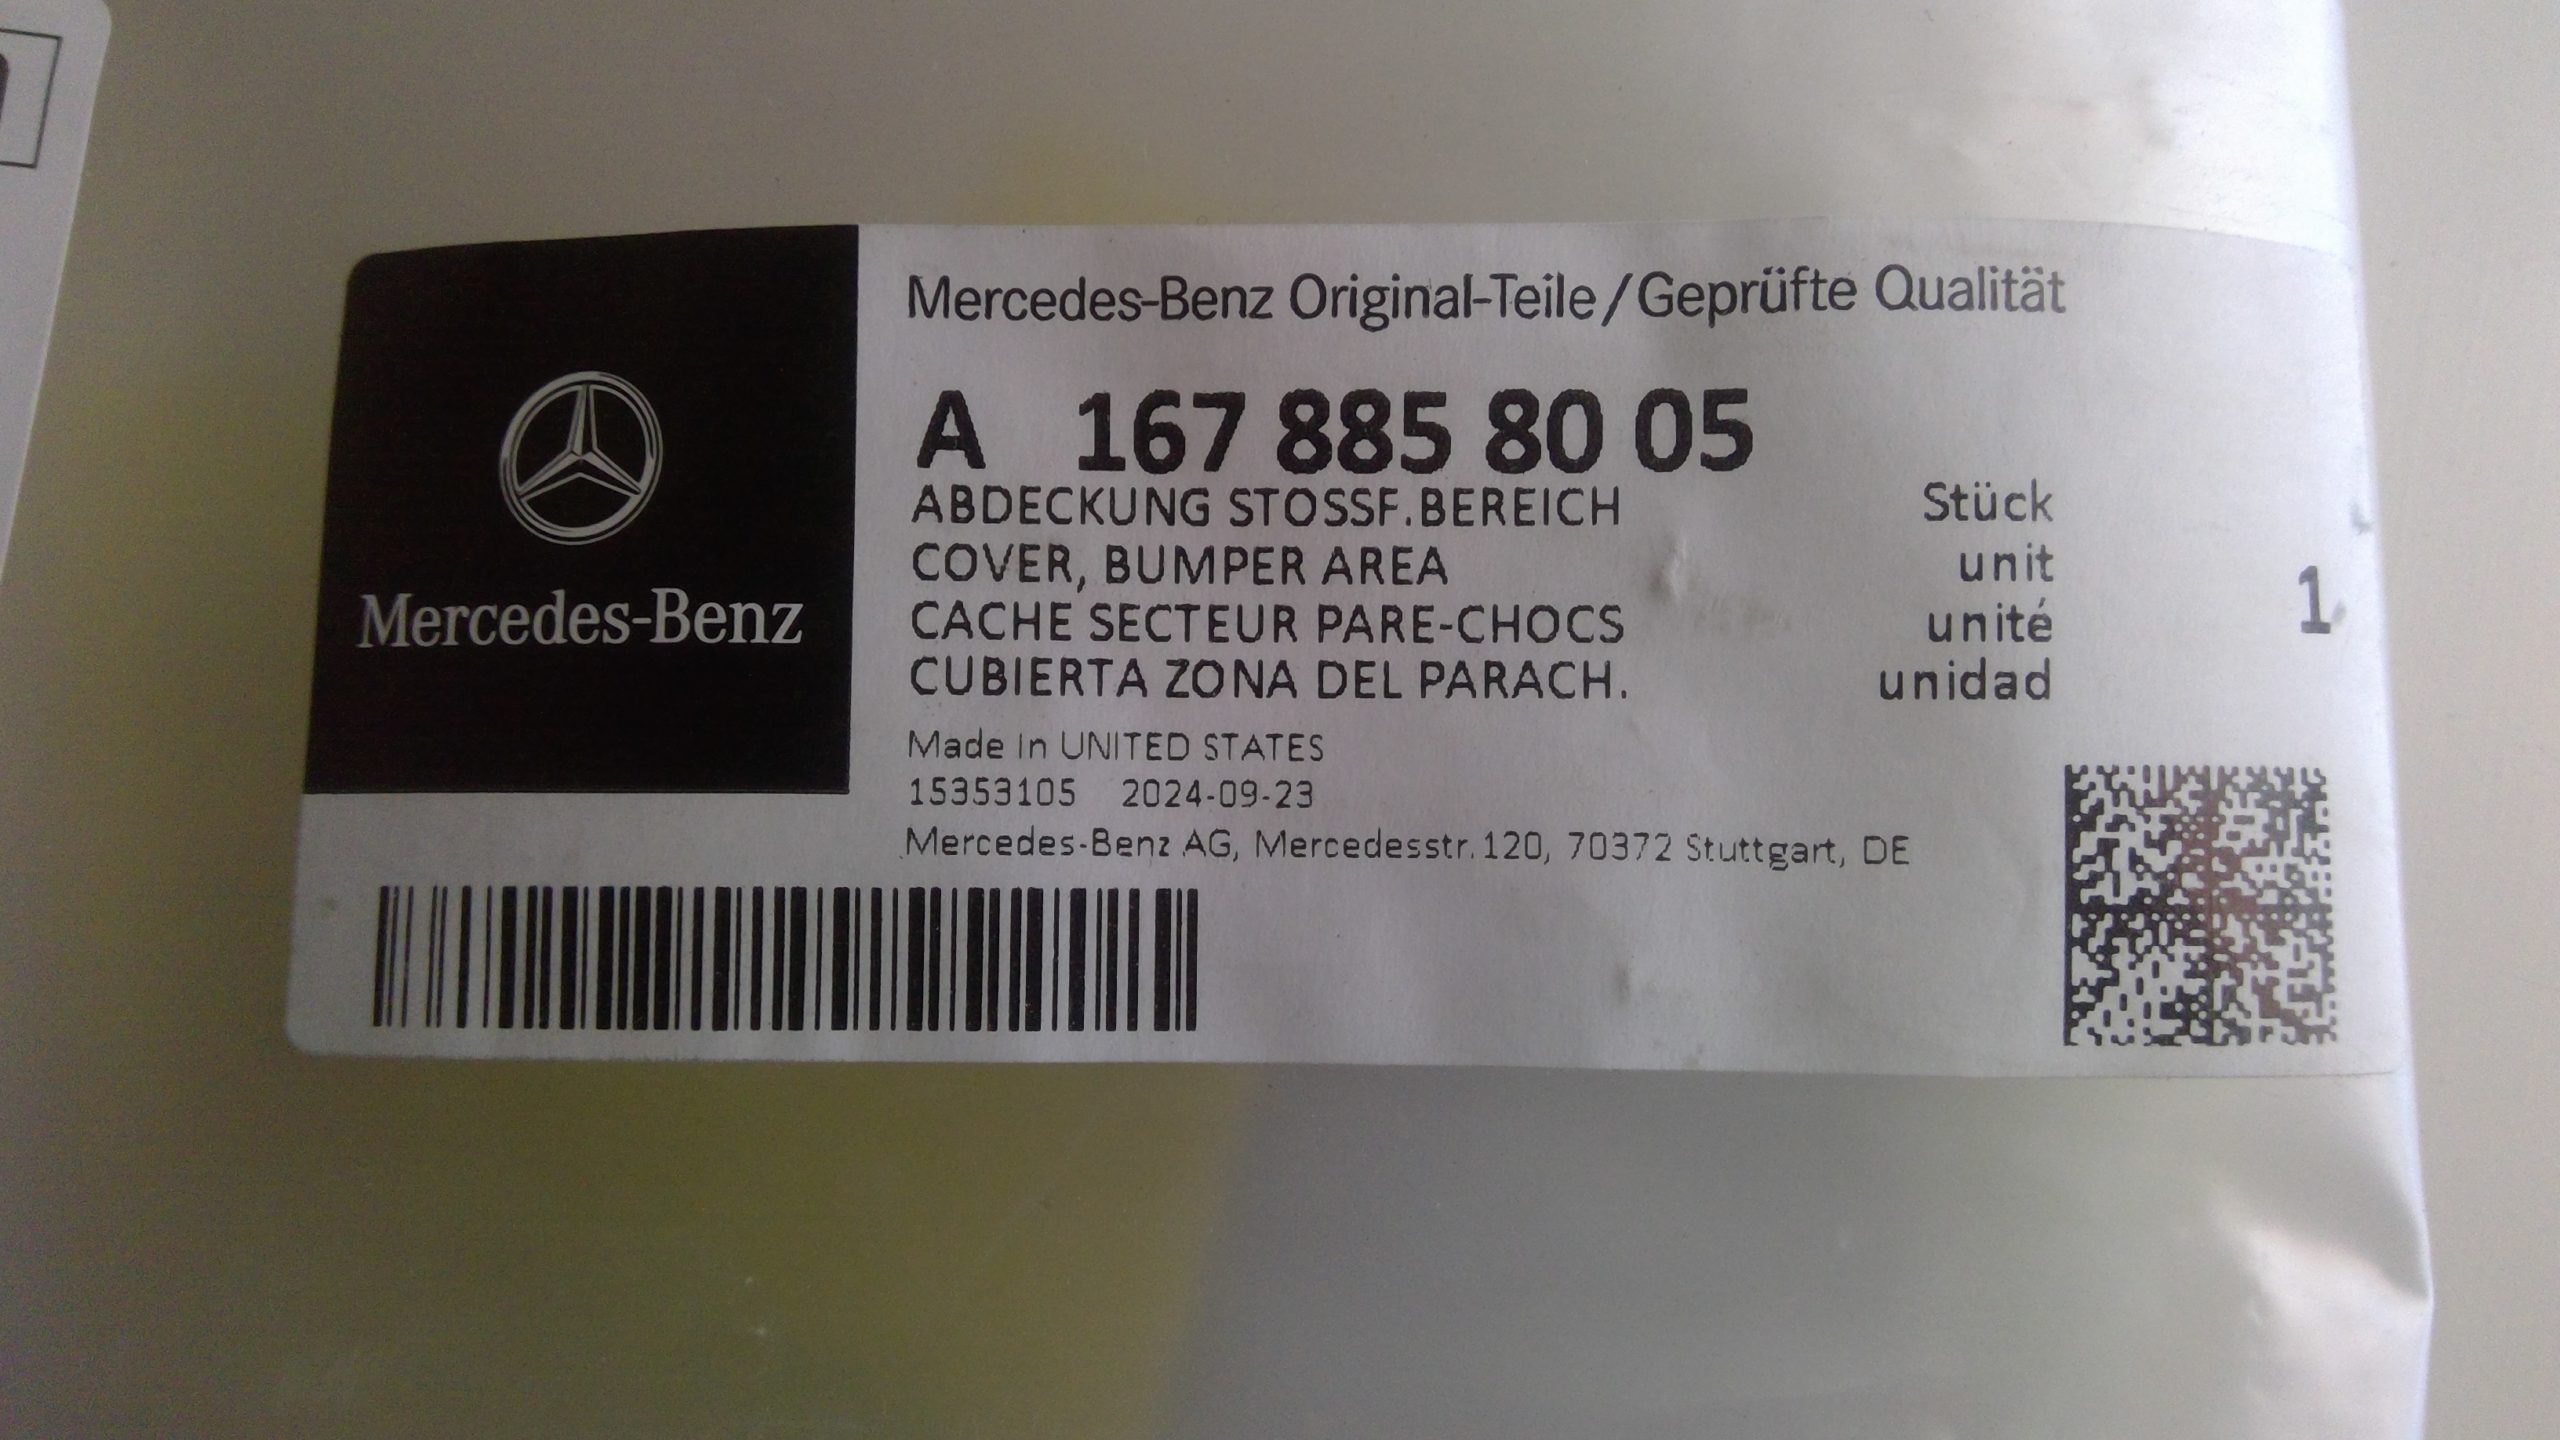 Mercedes-Benz
Mercedes-Benz Original-Teile/Geprüfte Qualität
A 167 885 80 05
ABDECKUNG STOSSF.BEREICH Stück
COVER, BUMPER AREA unit
CACHE SECTEUR PARE-CHOCS unité 1
CUBIERTA ZONA DEL PARACH. unidad
Made In UNITED STATES
15353105 2024-09-23
Mercedes-Benz AG, Mercedesstr.120, 70372 Stuttgart, DE